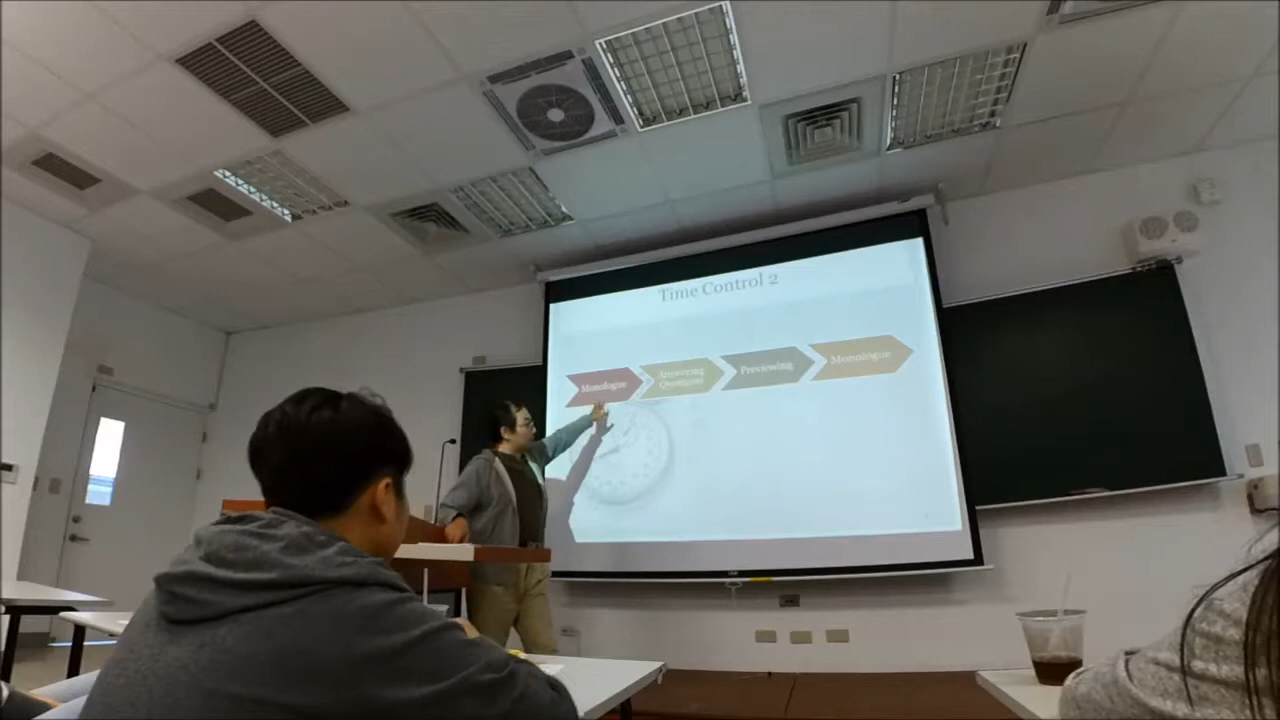 Time Control 2
Monologue
Answering
Questions
Previewing
Monologue